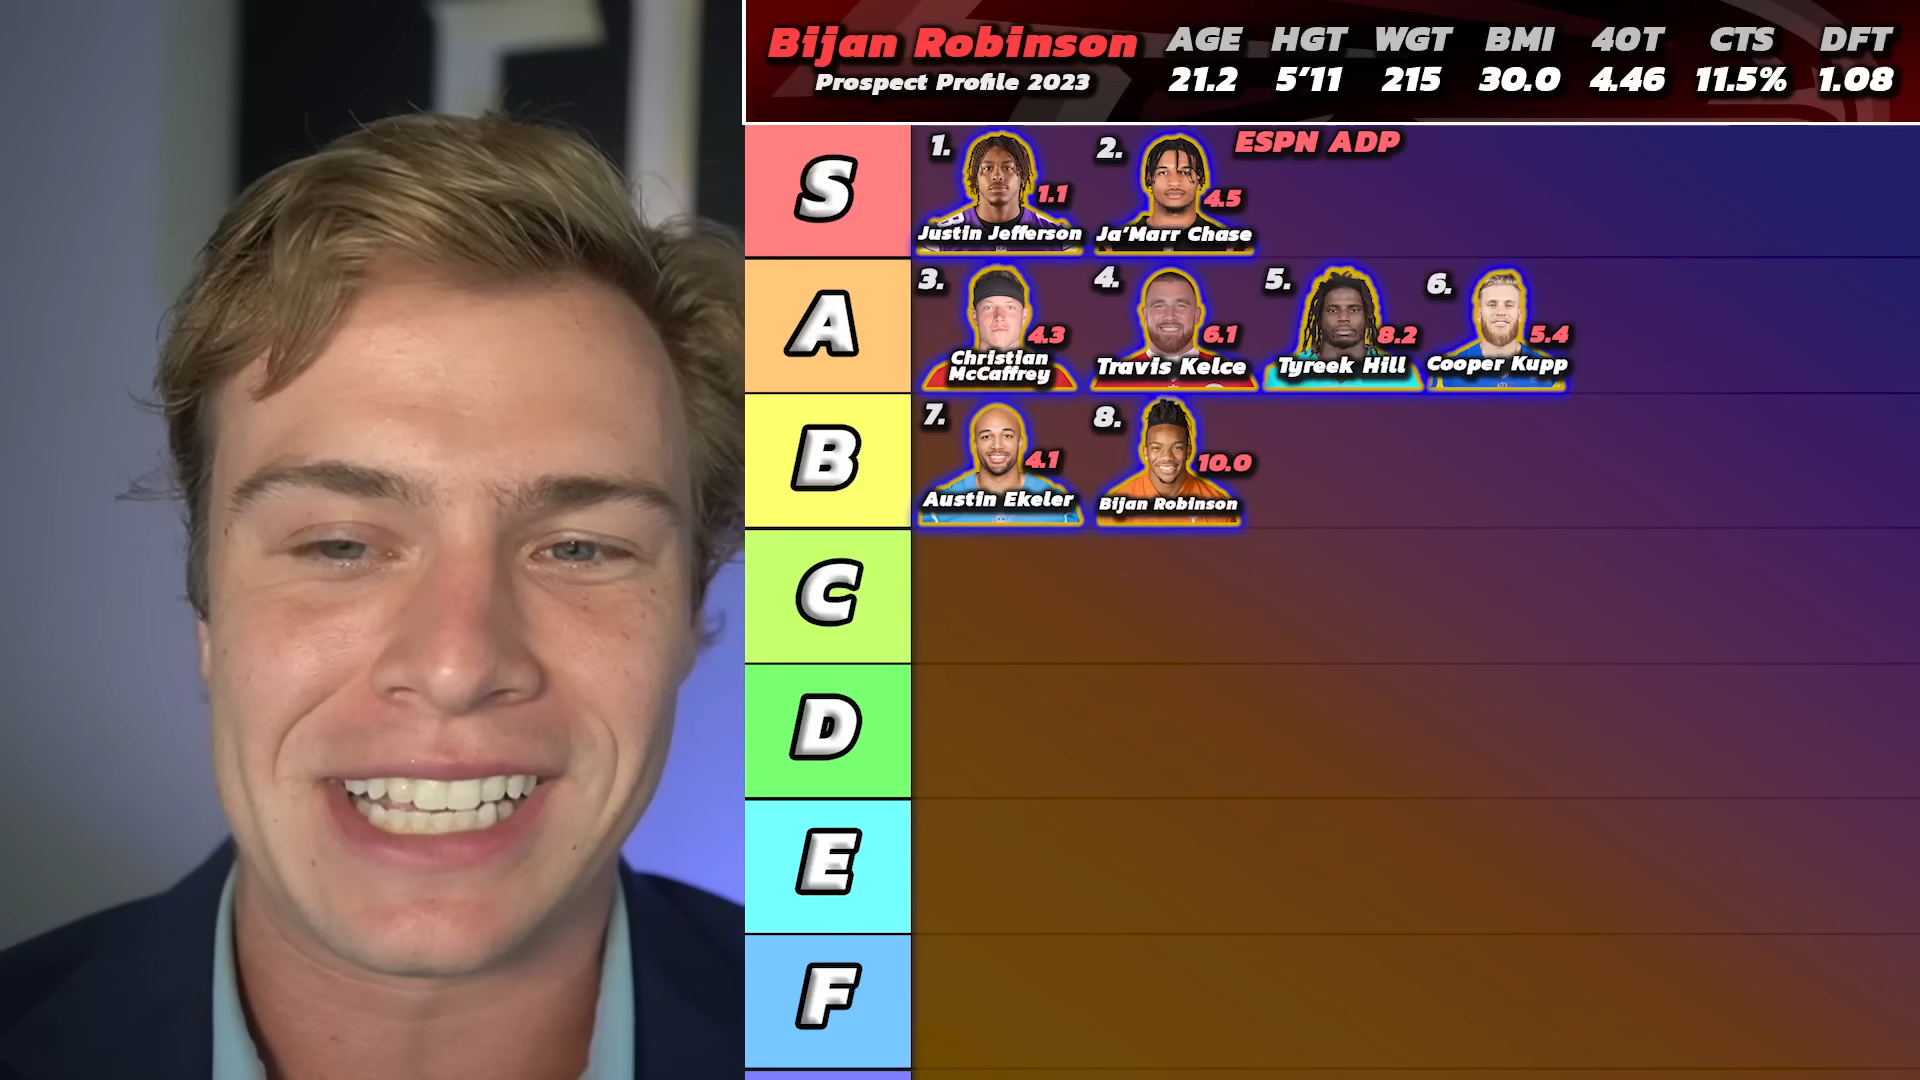 Bijan Robinson
Prospect Profile 2023
AGE HGT WGT BMI 40T CTS DFT
21.2 5'11 215 30.0 4.46 11.5% 1.08
ESPN ADP
S
1. 1.1
Justin Jefferson
2. 4.5
Ja'Marr Chase
A
3. 4.3
Christian
McCaffrey
4. 6.1
Travis Kelce
5. 8.2
Tyreek Hill
6. 5.4
Cooper Kupp
B
7. 4.1
Austin Ekeler
8. 10.0
Bijan Robinson
C
D
E
F